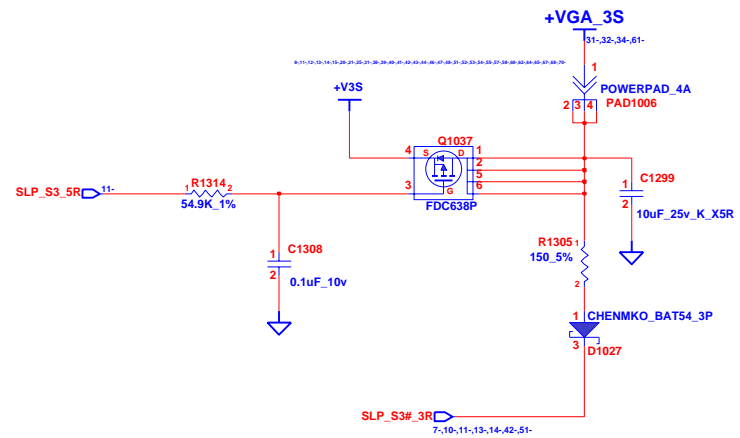 +VGA_3S
31-,32-,34-,61-
1
POWERPAD_4A
2 3 4 PAD1006
+V3S
Q1037
4 S D 1
2
5
3 G 6
FDC638P
SLP_S3_5R 11-
1 R1314 2
54.9K_1%
C1299
1
2
10uF_25v_K_X5R
C1308
1
2
0.1uF_10v
R1305 1
150_5%
2
1 CHENMKO_BAT54_3P
3 D1027
SLP_S3#_3R
7-,10-,11-,13-,14-,42-,51-